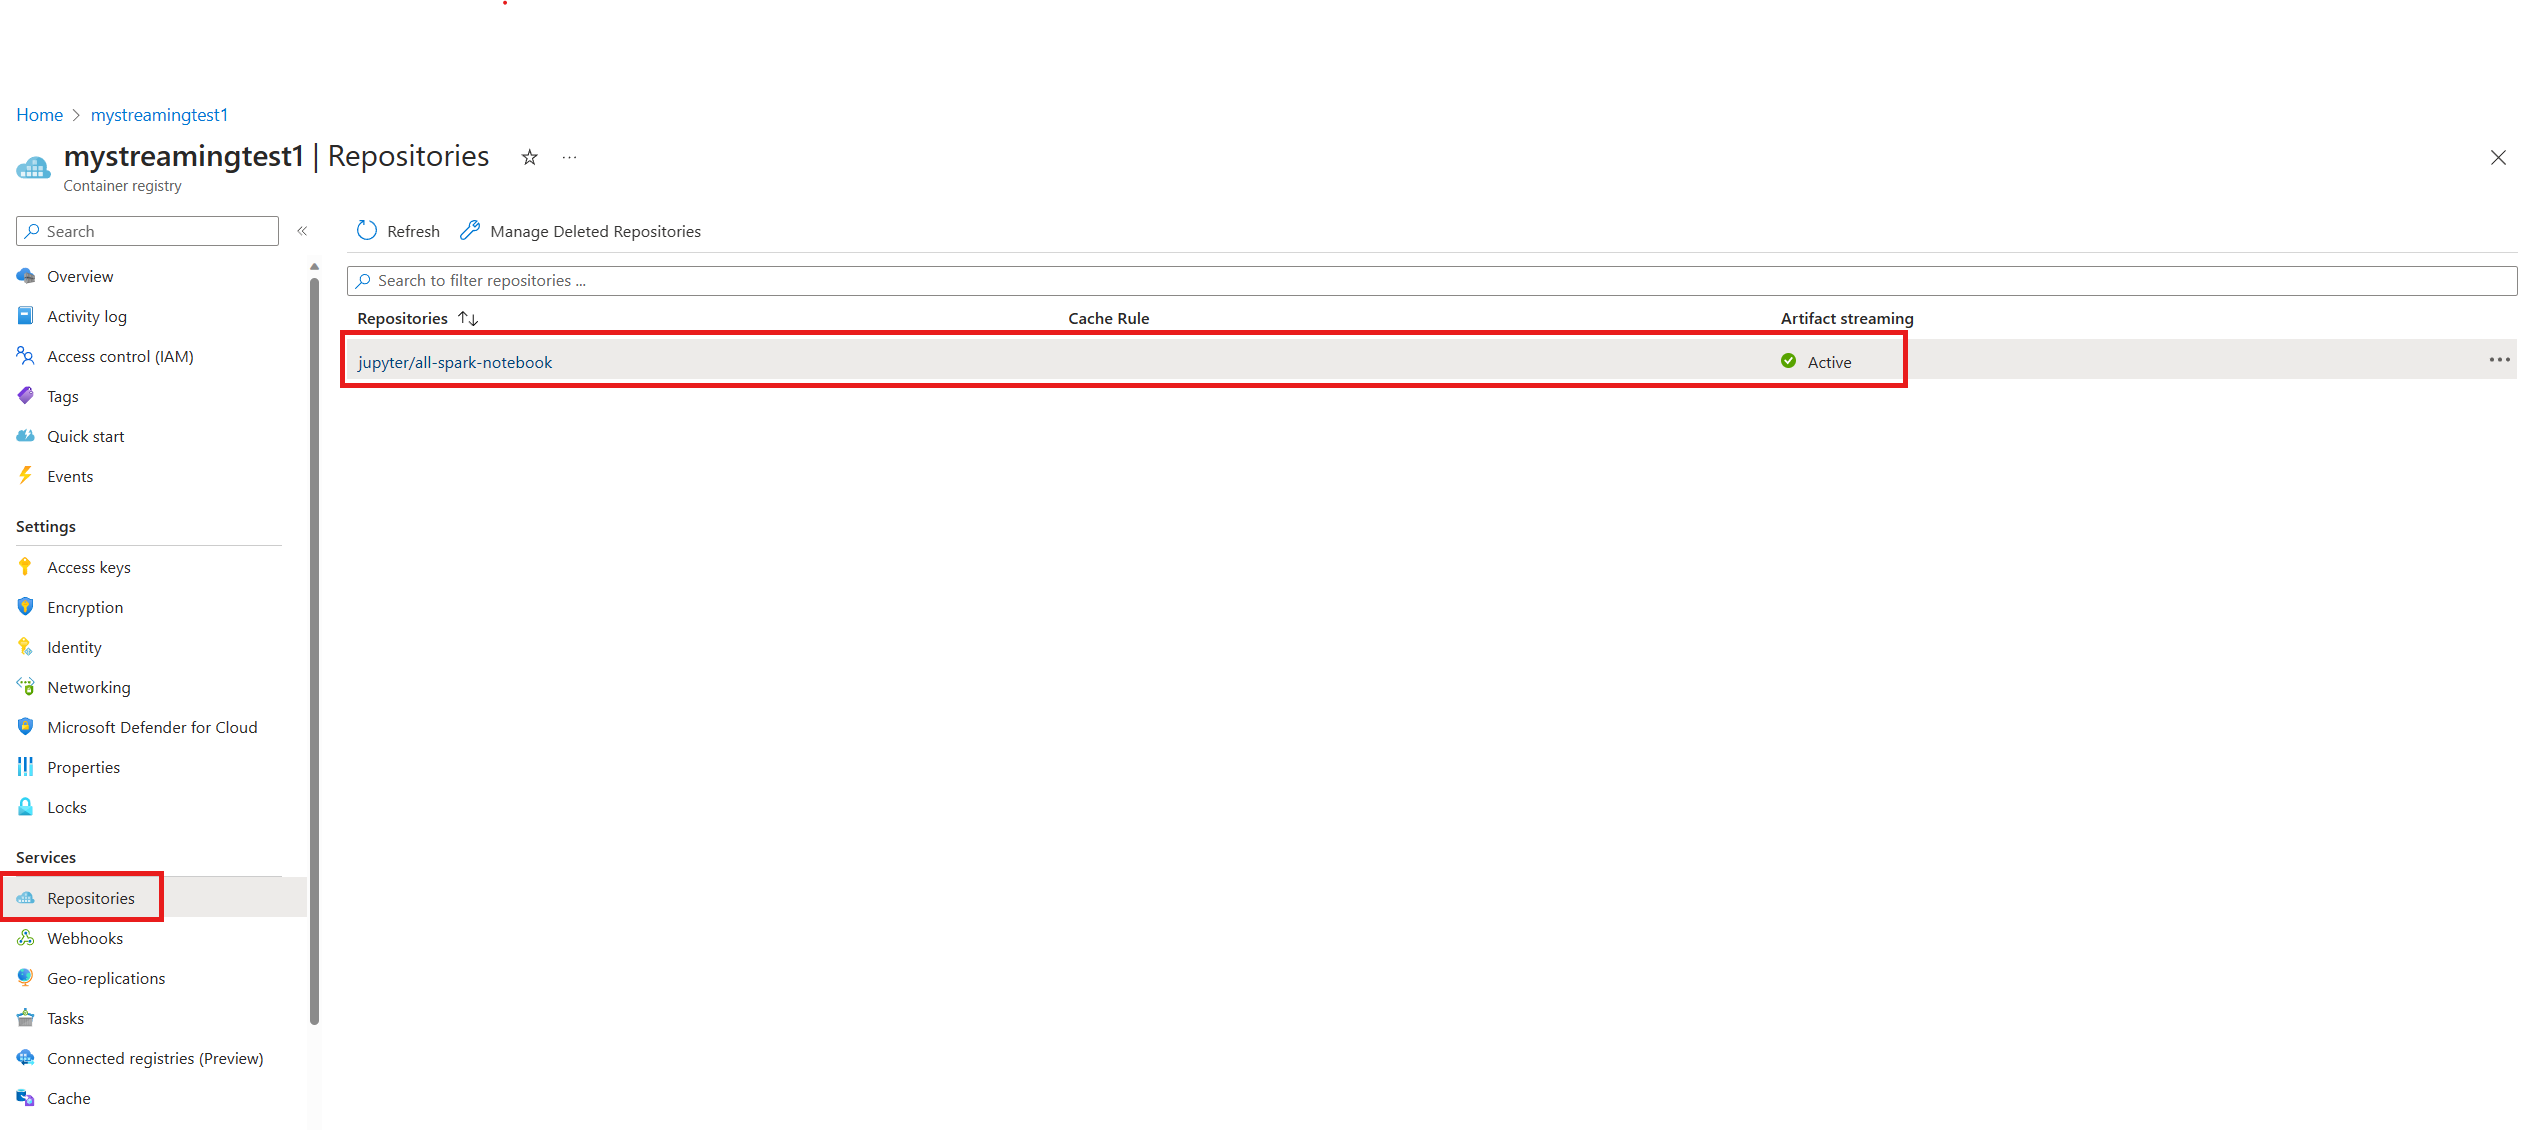 Home > mystreamingtest1
mystreamingtest1 | Repositories
Container registry
Search
Overview
Activity log
Access control (IAM)
Tags
Quick start
Events
Settings
Access keys
Encryption
Identity
Networking
Microsoft Defender for Cloud
Properties
Locks
Services
Repositories
Webhooks
Geo-replications
Tasks
Connected registries (Preview)
Cache
Refresh Manage Deleted Repositories
Search to filter repositories ...
Repositories Cache Rule Artifact streaming
jupyter/all-spark-notebook Active